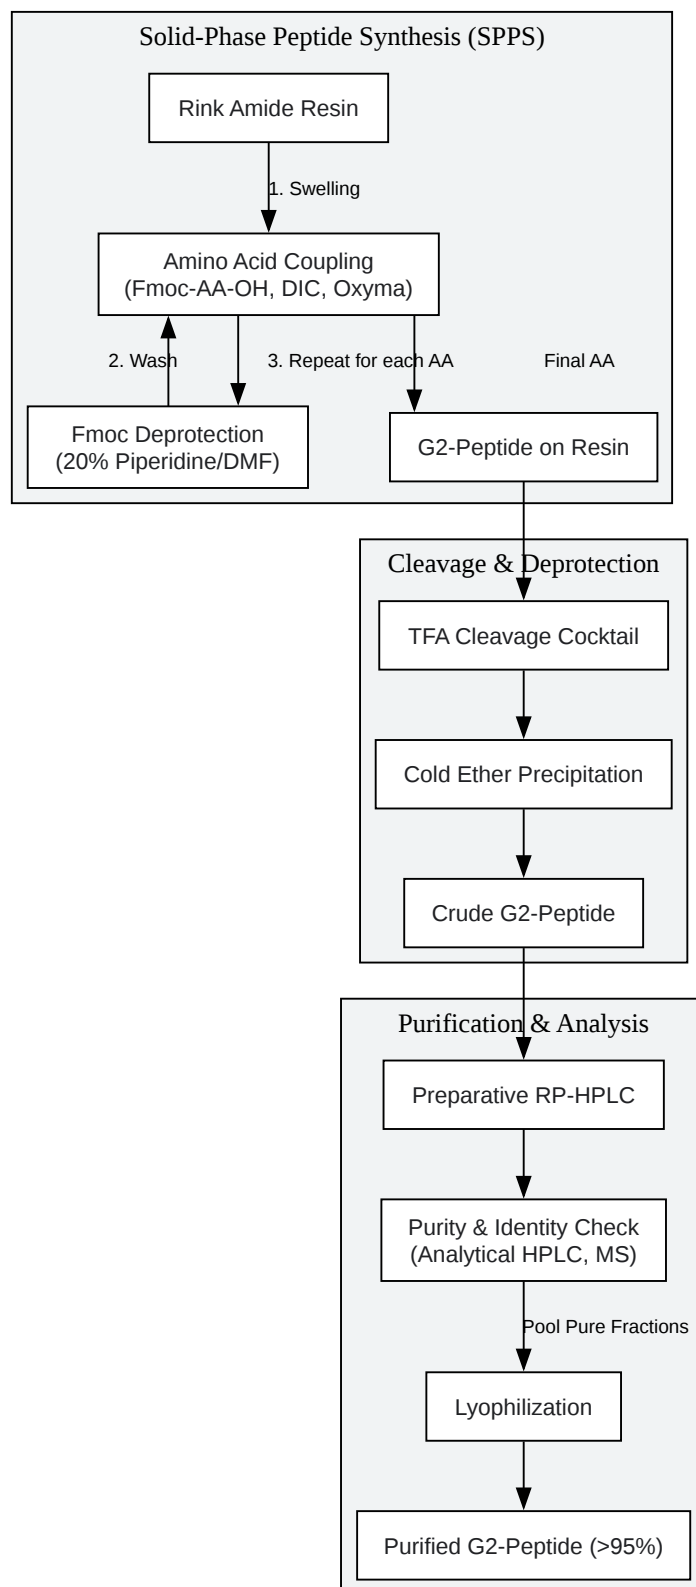 Solid-Phase Peptide Synthesis (SPPS)
Rink Amide Resin
1. Swelling
Amino Acid Coupling
(Fmoc-AA-OH, DIC, Oxyma)
2. Wash
3. Repeat for each AA
Final AA
Fmoc Deprotection
(20% Piperidine/DMF)
G2-Peptide on Resin
Cleavage & Deprotection
TFA Cleavage Cocktail
Cold Ether Precipitation
Crude G2-Peptide
Purification & Analysis
Preparative RP-HPLC
Purity & Identity Check
(Analytical HPLC, MS)
Pool Pure Fractions
Lyophilization
Purified G2-Peptide (>95%)